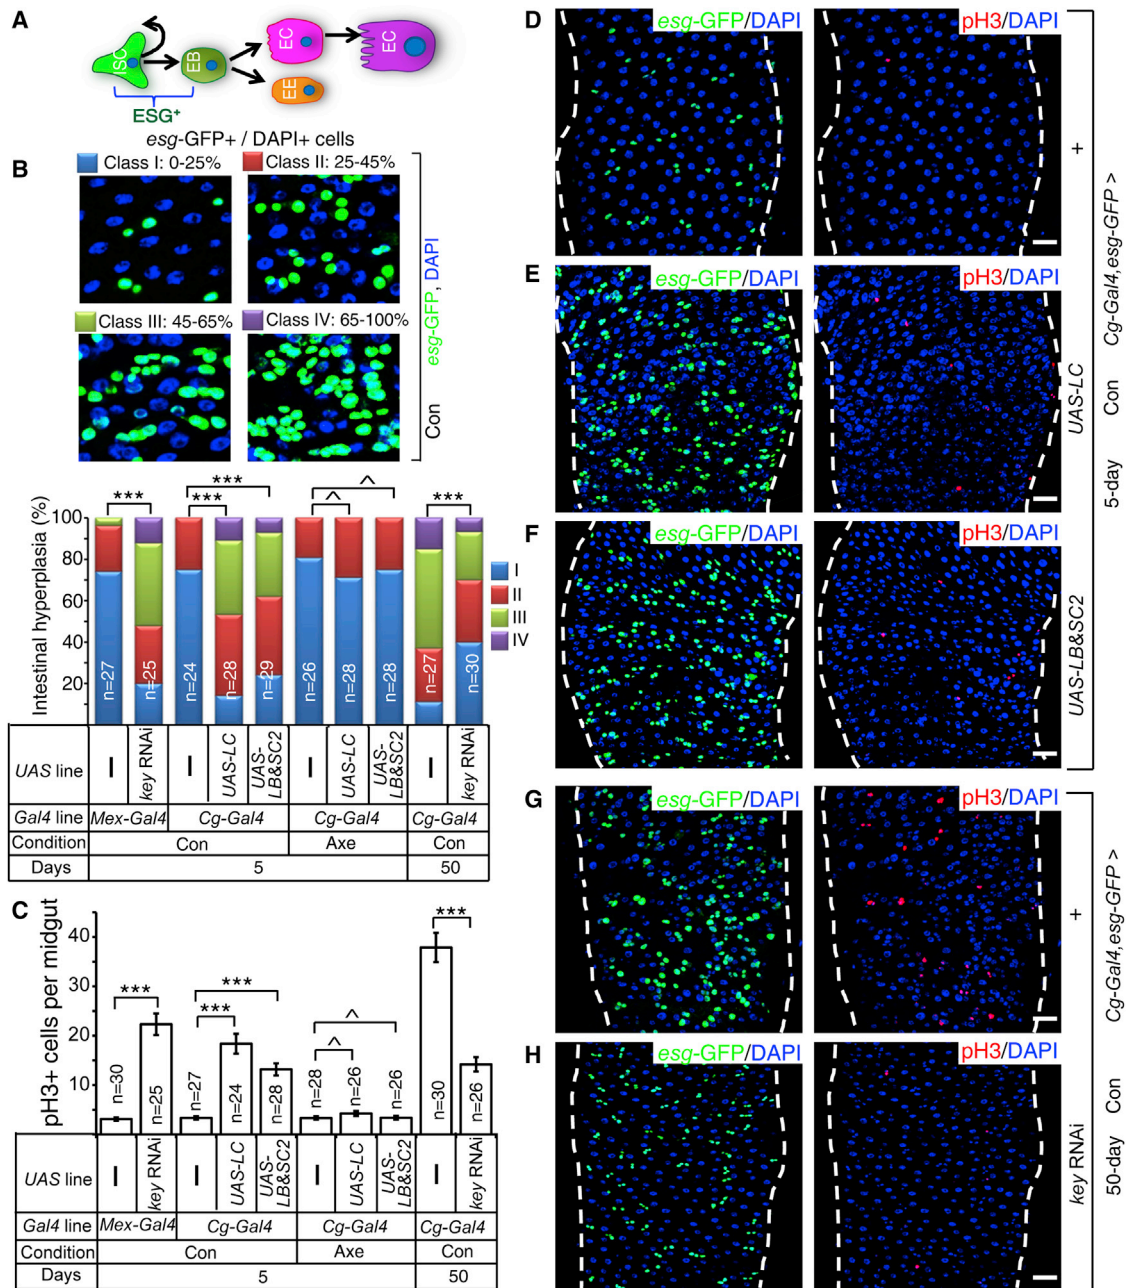 A
ISC
EB
EC
EC
EE
ESG+
esg-GFP+ / DAPI+ cells
B
Class I: 0-25%
Class II: 25-45%
Class III: 45-65%
Class IV: 65-100%
esg-GFP, DAPI
Con
Intestinal hyperplasia (%)
100
80
60
40
20
*** *** *** ^ ^ ***
n=27 n=25 n=24 n=28 n=29 n=26 n=28 n=28 n=27 n=30
I
II
III
IV
UAS line – key RNAi – UAS-LC UAS-LB&SC2 – UAS-LC UAS-LB&SC2 – key RNAi
Gal4 line Mex-Gal4 Cg-Gal4 Cg-Gal4 Cg-Gal4
Condition Con Axe Con
Days 5 50
C
pH3+ cells per midgut
40
30
20
10
*** *** *** ^ ^ ***
n=30 n=25 n=27 n=24 n=28 n=28 n=26 n=26 n=30 n=26
UAS line – key RNAi – UAS-LC UAS-LB&SC2 – UAS-LC UAS-LB&SC2 – key RNAi
Gal4 line Mex-Gal4 Cg-Gal4 Cg-Gal4 Cg-Gal4
Condition Con Axe Con
Days 5 50
D
esg-GFP/DAPI
pH3/DAPI
+
E
esg-GFP/DAPI
pH3/DAPI
UAS-LC
F
esg-GFP/DAPI
pH3/DAPI
UAS-LB&SC2
5-day Con Cg-Gal4,esg-GFP >
G
esg-GFP/DAPI
pH3/DAPI
+
H
esg-GFP/DAPI
pH3/DAPI
key RNAi
50-day Con Cg-Gal4,esg-GFP >